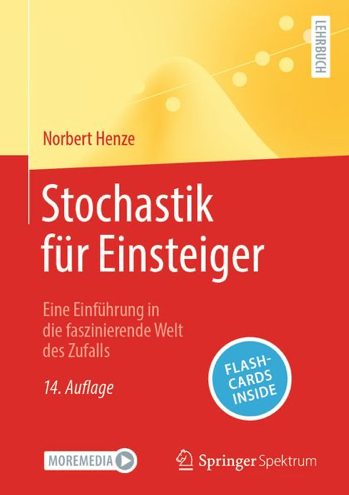 LEHRBUCH
Norbert Henze
Stochastik
für Einsteiger
Eine Einführung in
die faszinierende Welt
des Zufalls
14. Auflage
FLASH-
CARDS
INSIDE
MOREMEDIA
Springer Spektrum